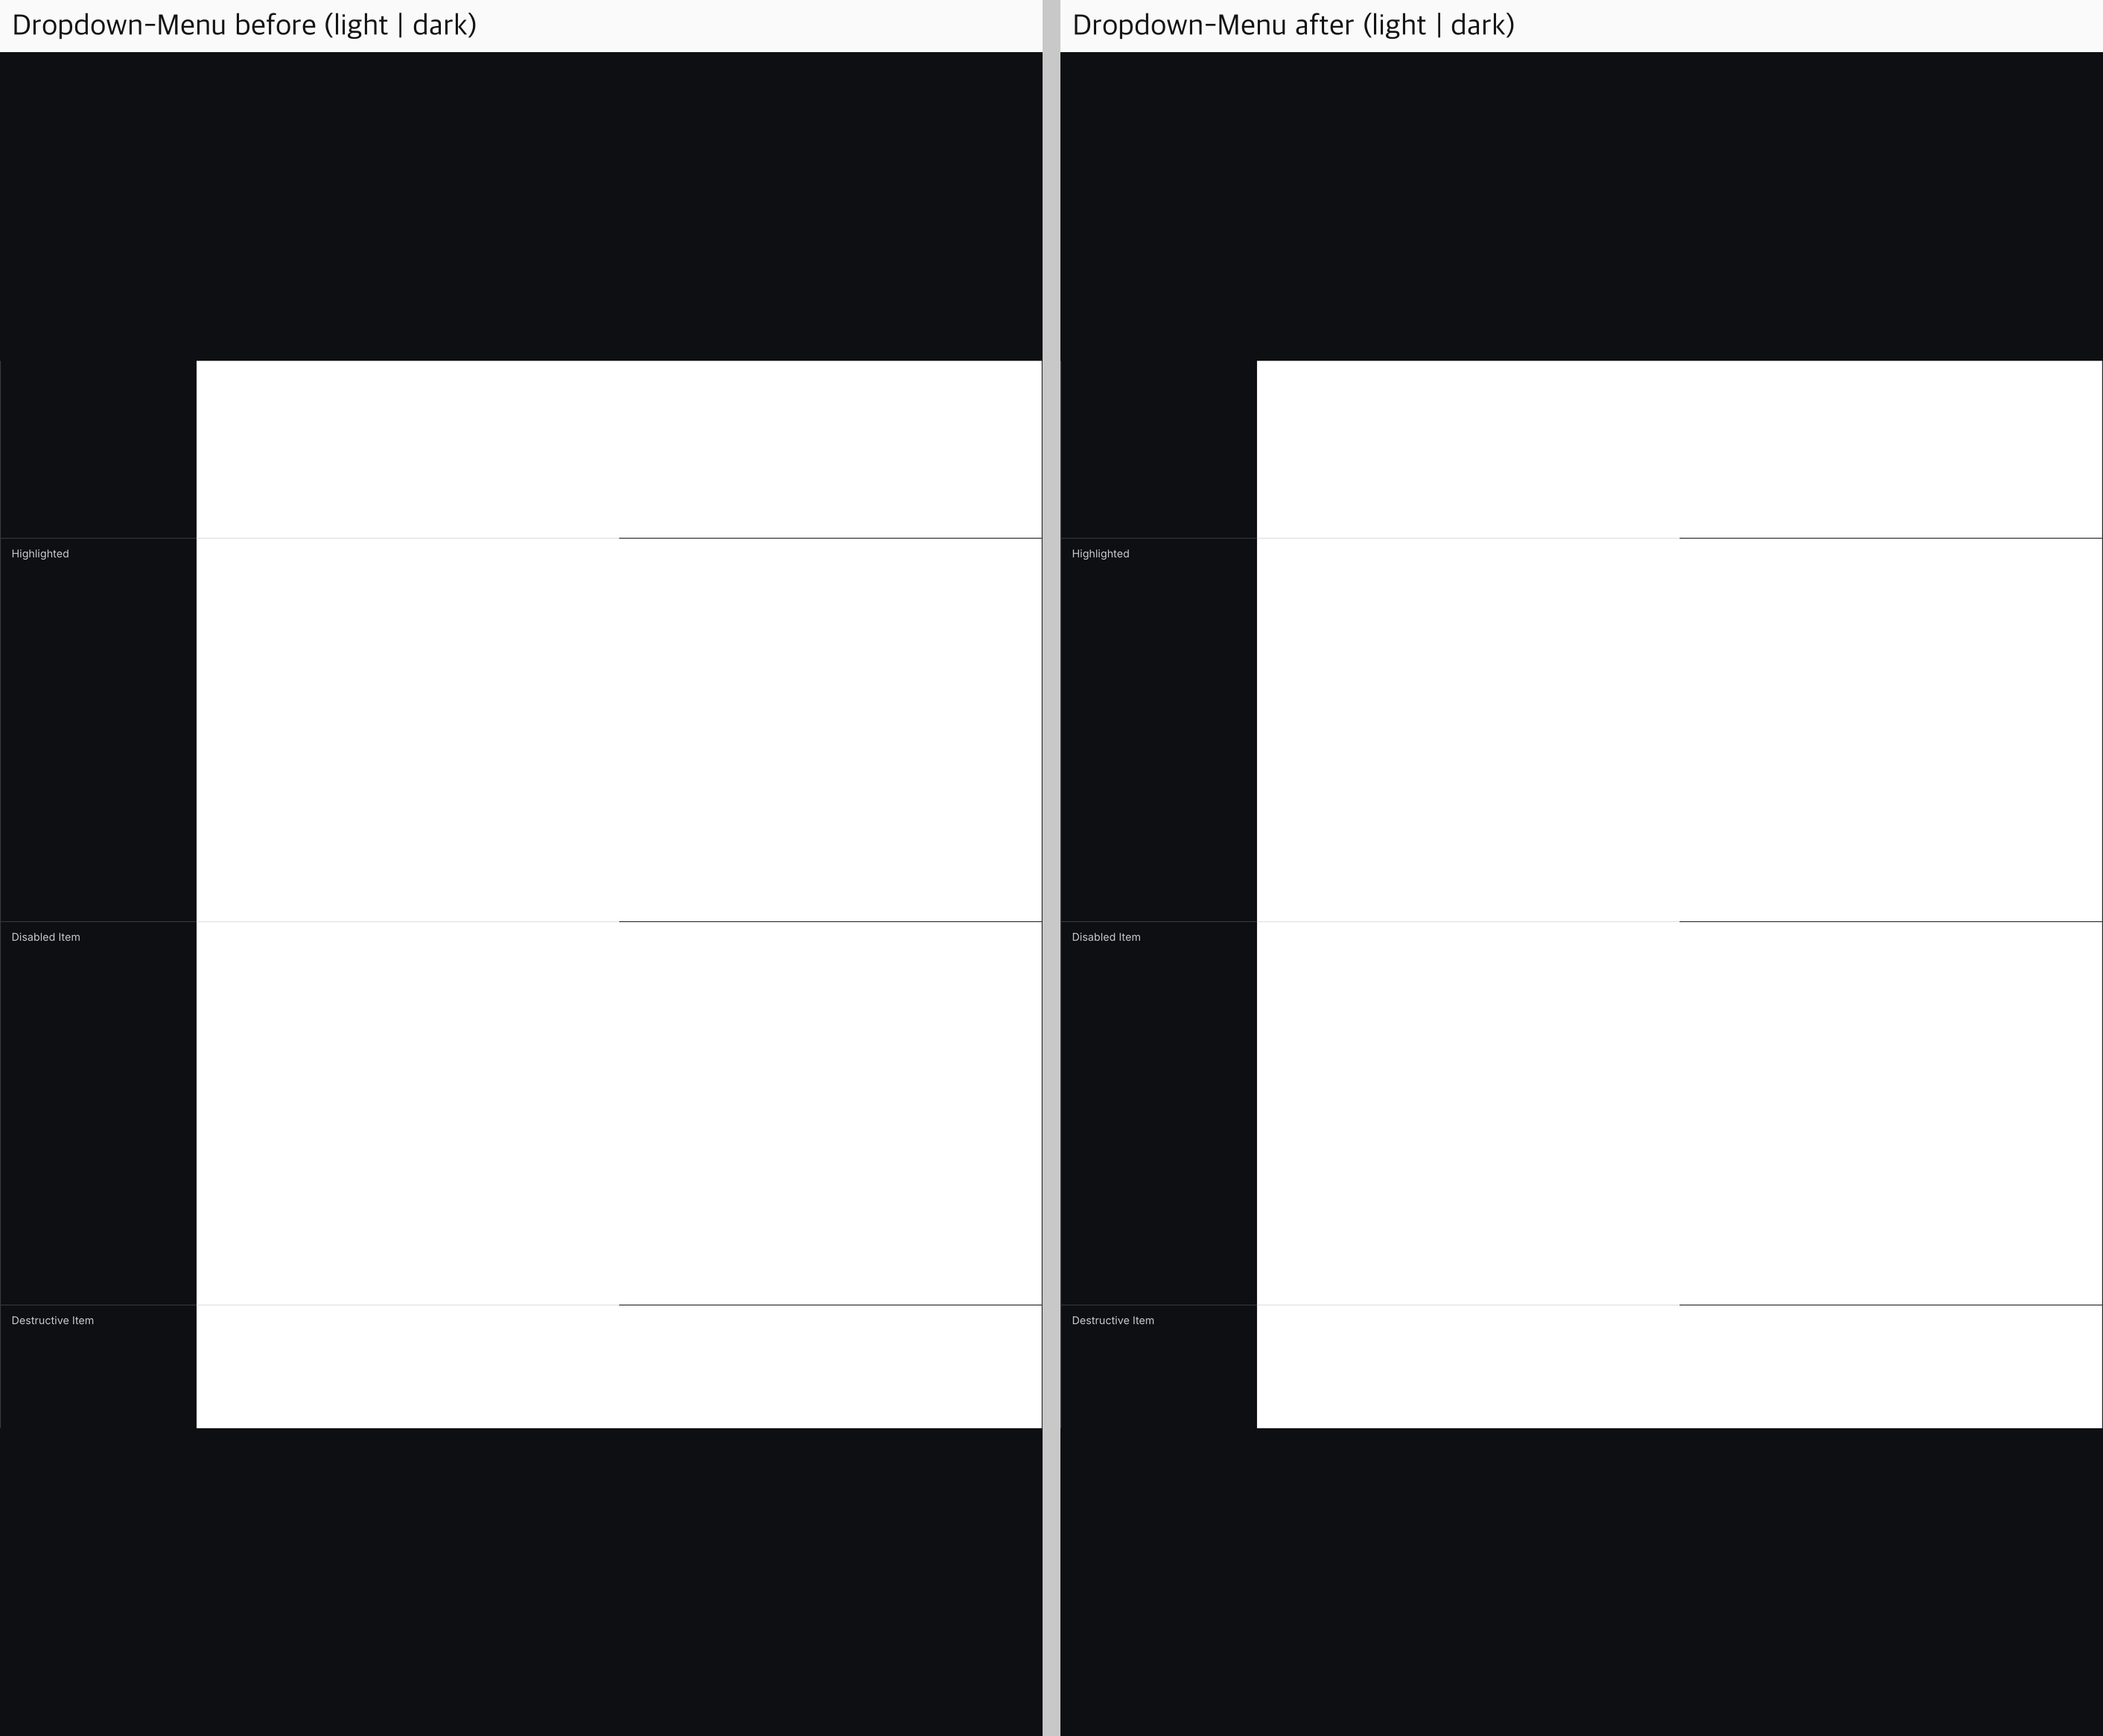 Dropdown-Menu before (light | dark)
Dropdown-Menu after (light | dark)
Highlighted
Highlighted
Disabled Item
Disabled Item
Destructive Item
Destructive Item